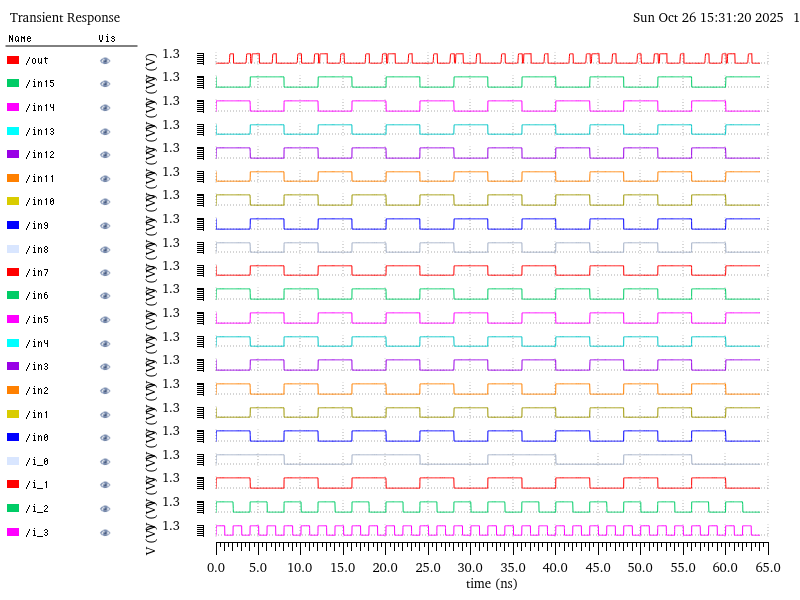 Transient Response Sun Oct 26 15:31:20 2025 1
Name Vis
/out 1.3
/in15 1.3
/in14 1.3
/in13 1.3
/in12 1.3
/in11 1.3
/in10 1.3
/in9 1.3
/in8 1.3
/in7 1.3
/in6 1.3
/in5 1.3
/in4 1.3
/in3 1.3
/in2 1.3
/in1 1.3
/in0 1.3
/i_0 1.3
/i_1 1.3
/i_2 1.3
/i_3 1.3
0.0 5.0 10.0 15.0 20.0 25.0 30.0 35.0 40.0 45.0 50.0 55.0 60.0 65.0
time (ns)